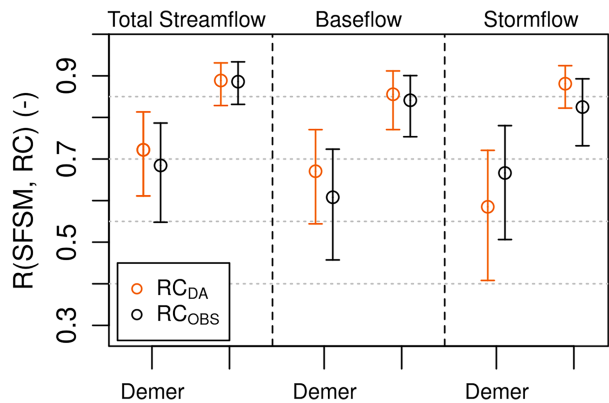 Total Streamflow Baseflow Stormflow
R(SFSM, RC) (-)
0.9
0.7
0.5
0.3
RC_DA
RC_OBS
Demer Demer Demer